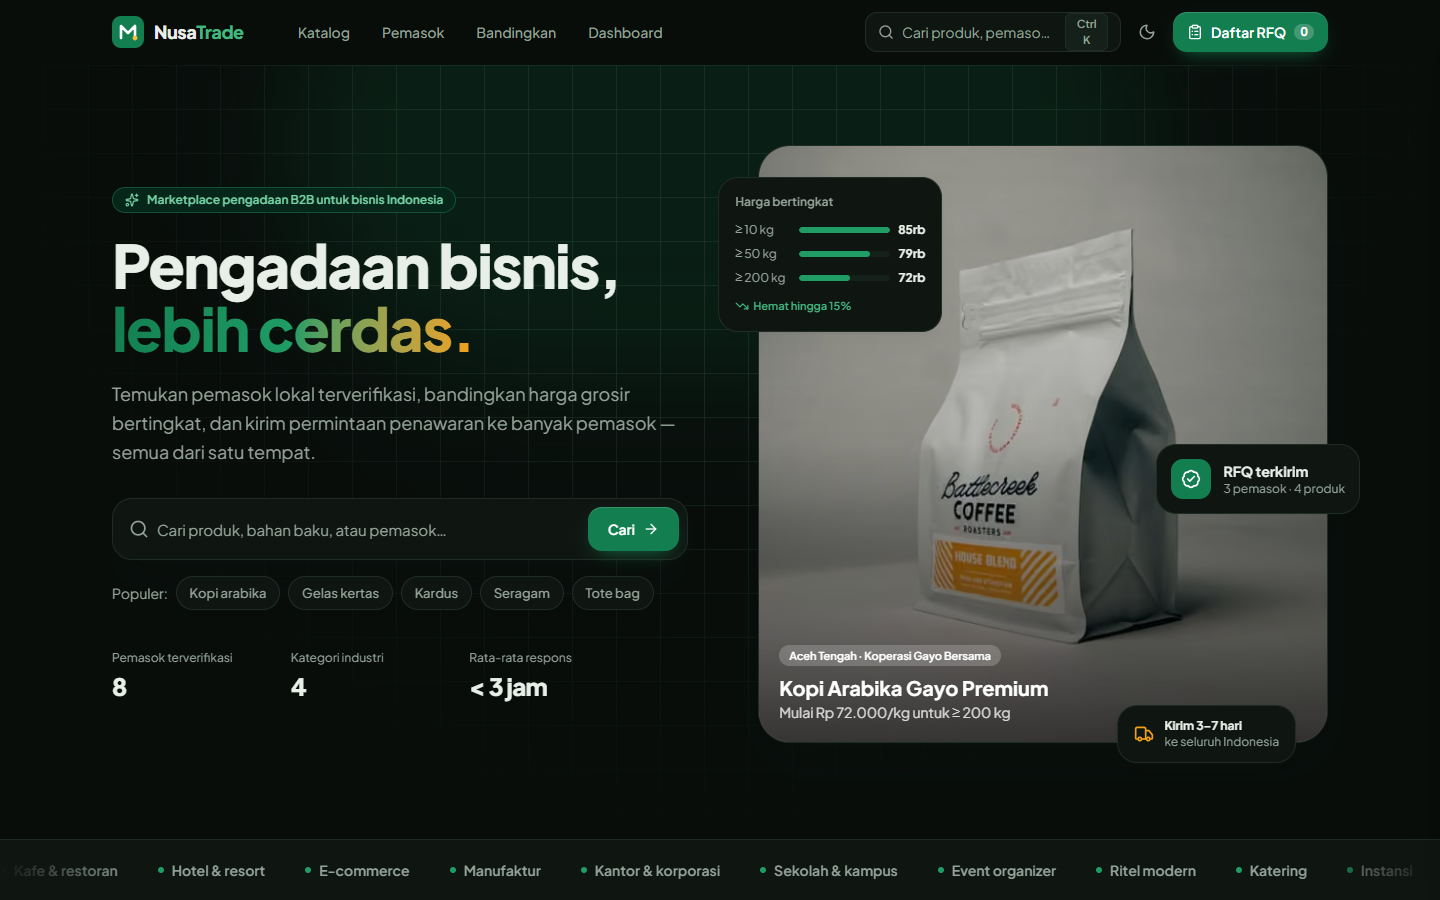 NusaTrade
Katalog
Pemasok
Bandingkan
Dashboard
Cari produk, pemaso...
Ctrl
K
Daftar RFQ 0
Marketplace pengadaan B2B untuk bisnis Indonesia
Pengadaan bisnis,
lebih cerdas.
Temukan pemasok lokal terverifikasi, bandingkan harga grosir
bertingkat, dan kirim permintaan penawaran ke banyak pemasok —
semua dari satu tempat.
Cari produk, bahan baku, atau pemasok...
Cari
Populer:
Kopi arabika
Gelas kertas
Kardus
Seragam
Tote bag
Pemasok terverifikasi
8
Kategori industri
4
Rata-rata respons
< 3 jam
Harga bertingkat
≥ 10 kg 85rb
≥ 50 kg 79rb
≥ 200 kg 72rb
Hemat hingga 15%
Battlecreek
COFFEE
ROASTERS
HOUSE BLEND
RFQ terkirim
3 pemasok · 4 produk
Aceh Tengah · Koperasi Gayo Bersama
Kopi Arabika Gayo Premium
Mulai Rp 72.000/kg untuk ≥ 200 kg
Kirim 3–7 hari
ke seluruh Indonesia
Kafe & restoran
Hotel & resort
E-commerce
Manufaktur
Kantor & korporasi
Sekolah & kampus
Event organizer
Ritel modern
Katering
Instansi